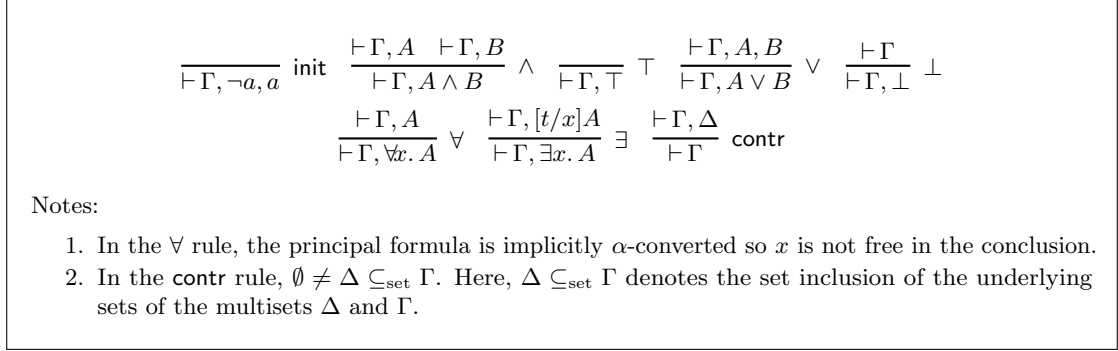 ⊢ Γ, A   ⊢ Γ, B   ⊢ Γ, A, B   ⊢ Γ
⊢ Γ, ¬a, a   init   ⊢ Γ, A ∧ B   ∧   ⊢ Γ, ⊤   ⊤   ⊢ Γ, A ∨ B   ∨   ⊢ Γ, ⊥   ⊥
⊢ Γ, A   ⊢ Γ, [t/x]A   ⊢ Γ, Δ
⊢ Γ, ∀x. A   ∀   ⊢ Γ, ∃x. A   ∃   ⊢ Γ   contr
Notes:
1. In the ∀ rule, the principal formula is implicitly α-converted so x is not free in the conclusion.
2. In the contr rule, ∅ ≠ Δ ⊆set Γ. Here, Δ ⊆set Γ denotes the set inclusion of the underlying
sets of the multisets Δ and Γ.